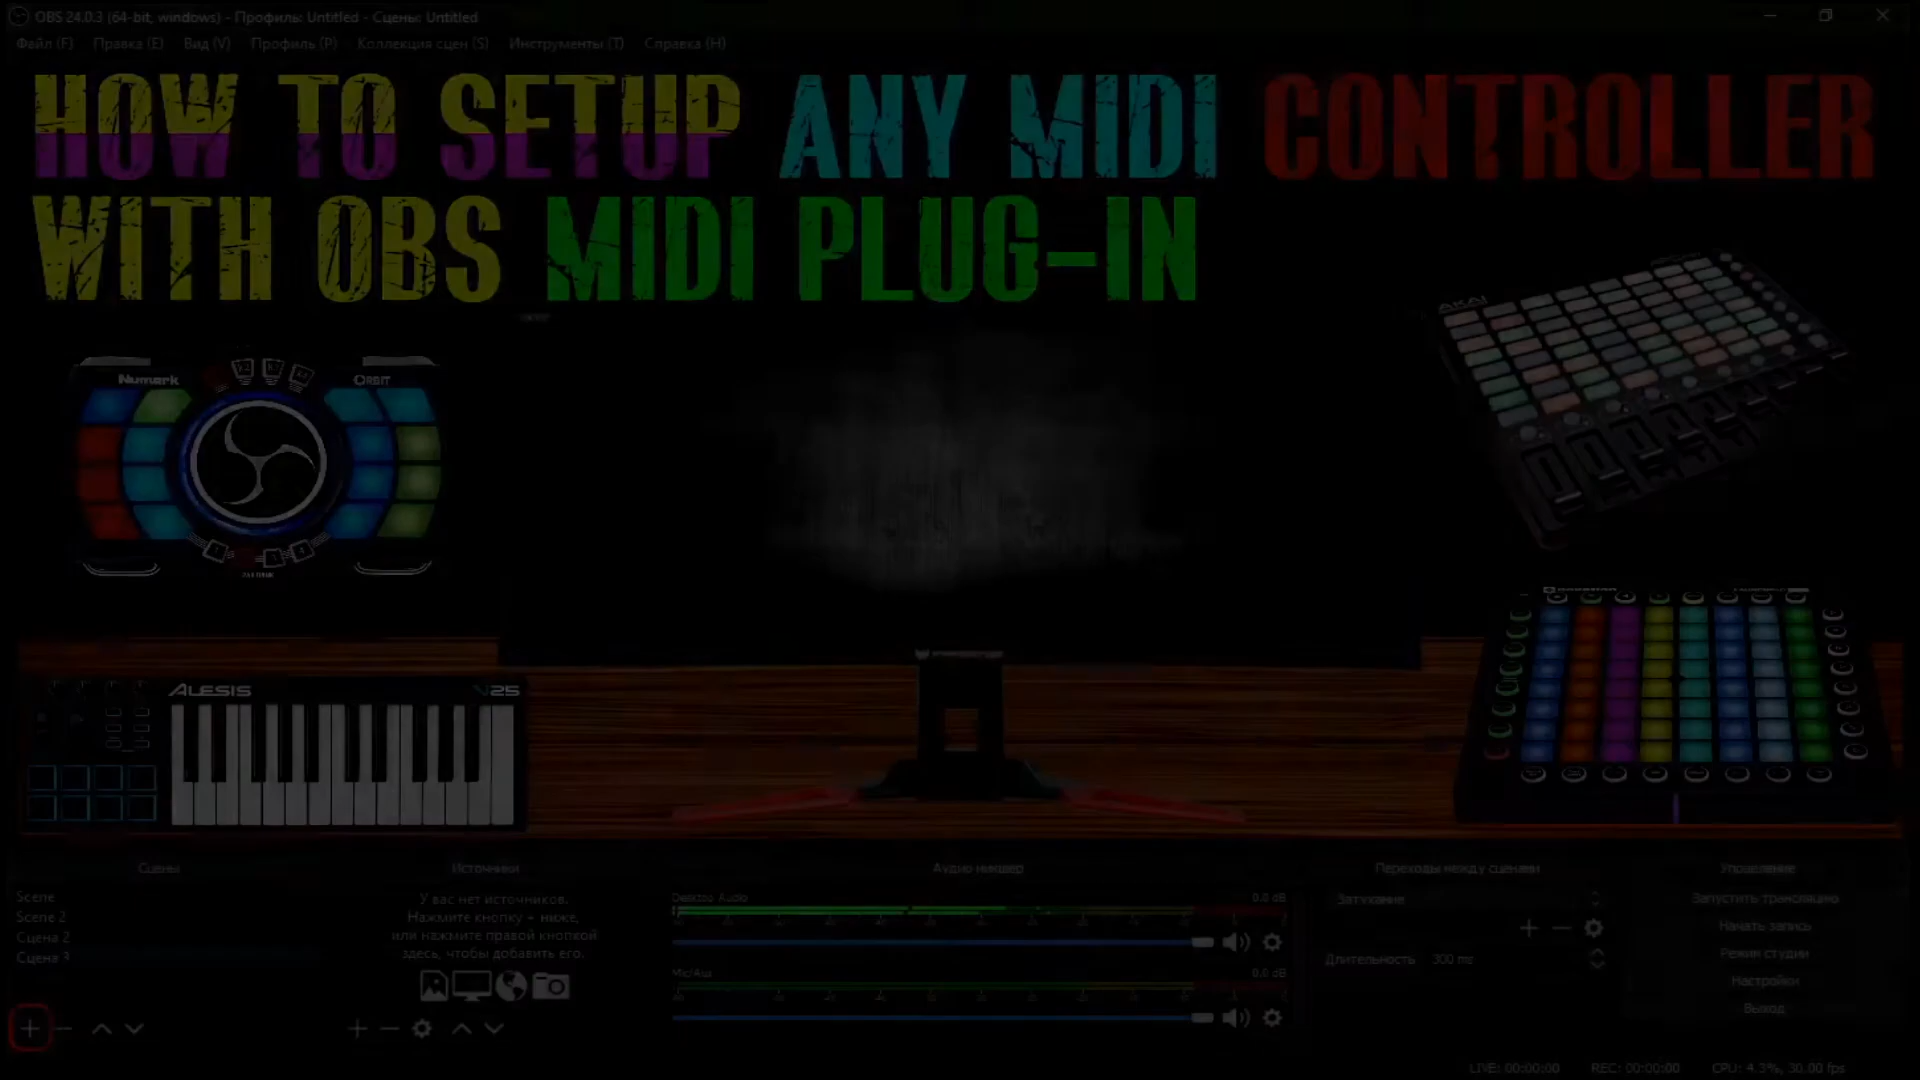 OBS 24.0.3 (64-bit, windows) - Профиль: Untitled - Сцены: Untitled
Файл (F) Правка (E) Вид (V) Профиль (P) Коллекция сцен (S) Инструменты (T) Справка (H)
HOW TO SETUP ANY MIDI CONTROLLER
WITH OBS MIDI PLUG-IN
AKAI
Numark ORBIT
ALESIS V25
Сцены Источники Аудио микшер Переходы между сценами Управление
Scene
Scene 2
Сцена 2
Сцена 3
У вас нет источников.
Нажмите кнопку + ниже,
или нажмите правой кнопкой
здесь, чтобы добавить его.
Desktop Audio 0.0 dB
Mic/Aux 0.0 dB
Затухание
Длительность 300 ms
Запустить трансляцию
Начать запись
Режим студии
Настройки
Выход
LIVE: 00:00:00 REC: 00:00:00 CPU: 4.3%, 30.00 fps